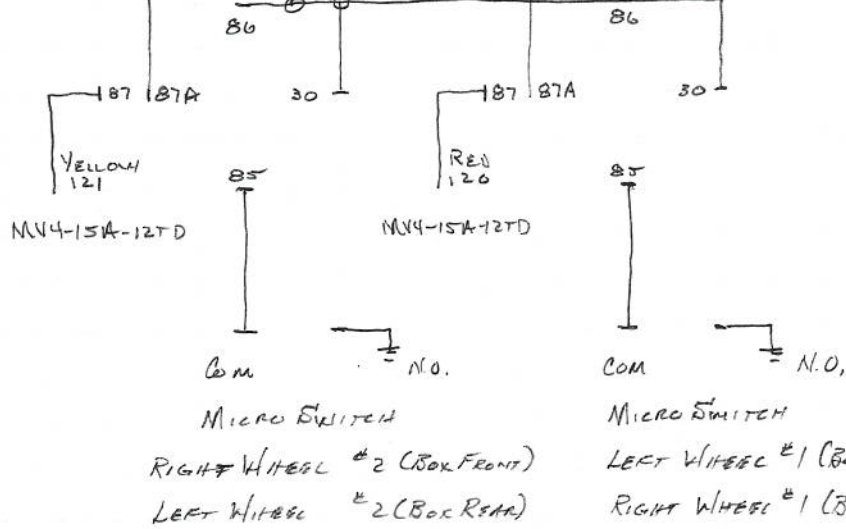 86
86
87 87A
30
87 87A
30
YELLOW
121
85
RED
120
85
MV4-15A-12TD
MV4-15A-12TD
COM
N.O.
COM
N.O.
MICRO SWITCH
MICRO SWITCH
RIGHT WHEEL #2 (BOX FRONT)
LEFT WHEEL #1 (B
LEFT WHEEL #2 (BOX REAR)
RIGHT WHEEL #1 (B